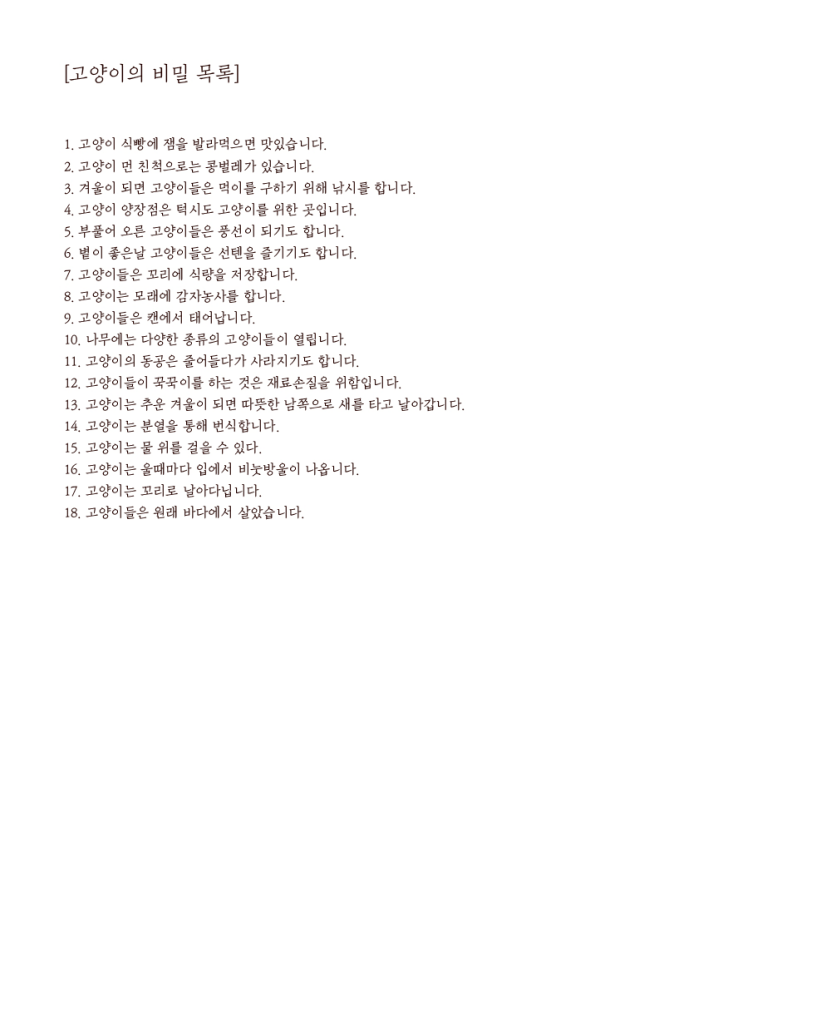 [고양이의 비밀 목록]
1. 고양이 식빵에 잼을 발라먹으면 맛있습니다.
2. 고양이 먼 친척으로는 콩벌레가 있습니다.
3. 겨울이 되면 고양이들은 먹이를 구하기 위해 낚시를 합니다.
4. 고양이 양장점은 턱시도 고양이를 위한 곳입니다.
5. 부풀어 오른 고양이들은 풍선이 되기도 합니다.
6. 볕이 좋은날 고양이들은 선텐을 즐기기도 합니다.
7. 고양이들은 꼬리에 식량을 저장합니다.
8. 고양이는 모래에 감자농사를 합니다.
9. 고양이들은 캔에서 태어납니다.
10. 나무에는 다양한 종류의 고양이들이 열립니다.
11. 고양이의 동공은 줄어들다가 사라지기도 합니다.
12. 고양이들이 꾹꾹이를 하는 것은 재료손질을 위함입니다.
13. 고양이는 추운 겨울이 되면 따뜻한 남쪽으로 새를 타고 날아갑니다.
14. 고양이는 분열을 통해 번식합니다.
15. 고양이는 물 위를 걸을 수 있다.
16. 고양이는 울때마다 입에서 비눗방울이 나옵니다.
17. 고양이는 꼬리로 날아다닙니다.
18. 고양이들은 원래 바다에서 살았습니다.